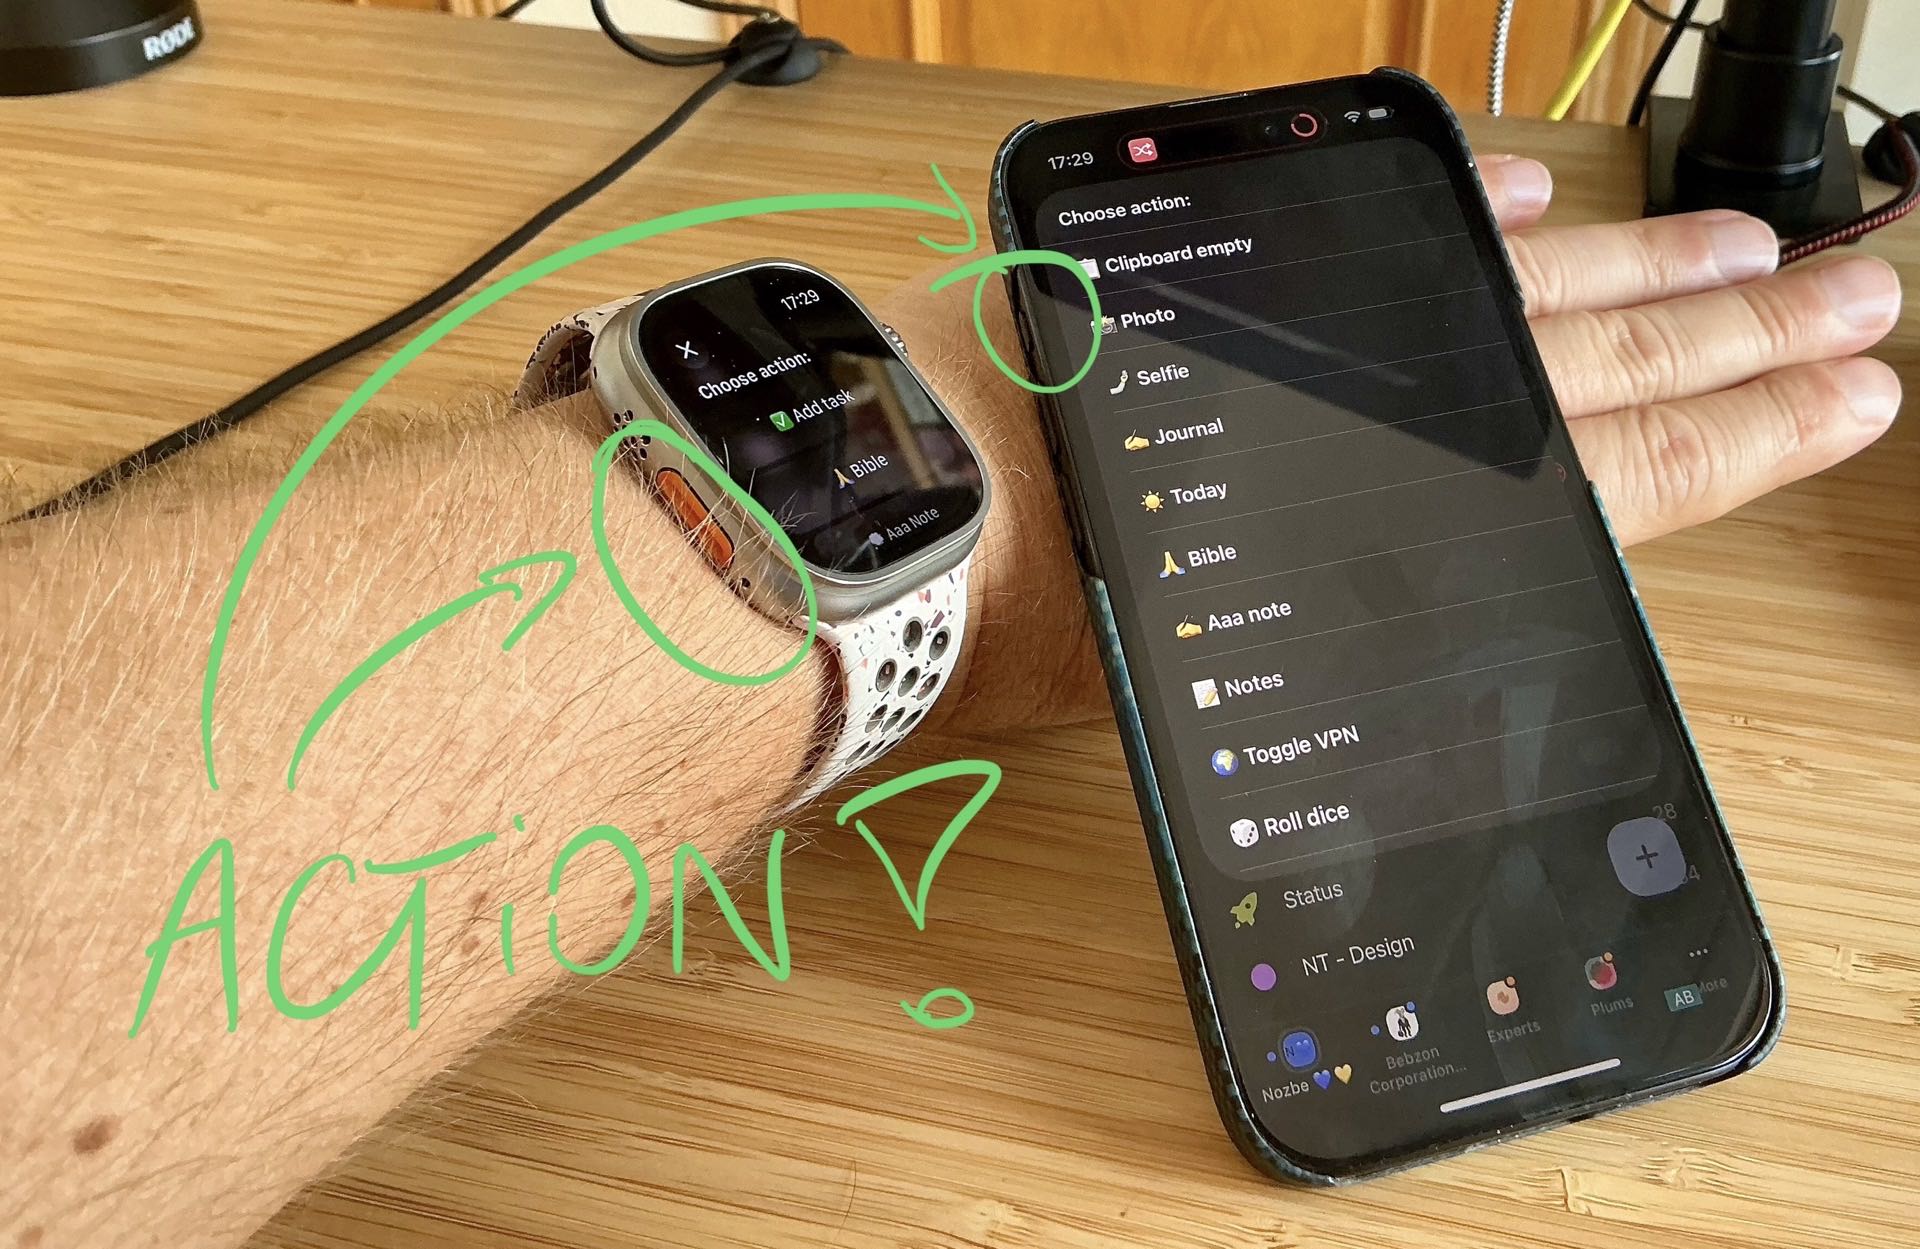 RØDE
17:29
Choose action:
Clipboard empty
Photo
Selfie
Journal
Today
Bible
Aaa note
Notes
Toggle VPN
Roll dice
28
+
Status
NT - Design
Nozbe 💙💛
Bebzon
Corporation...
Experts
Plums
AB
More
17:29
Choose action:
Add task
Bible
Aaa Note
ACTiON!